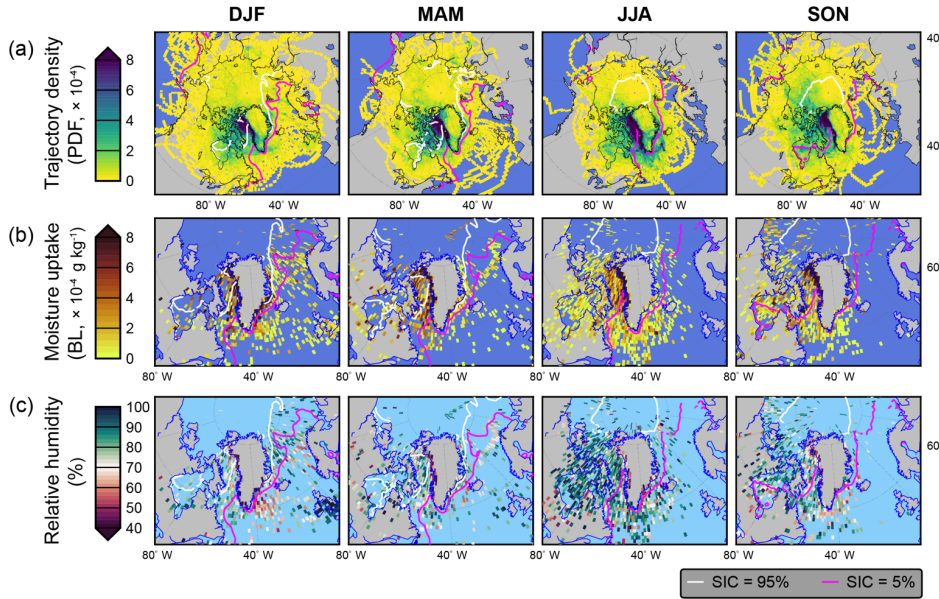 DJF MAM JJA SON
(a) Trajectory density (PDF, × 10⁻⁴) 8 6 4 2 0
40
60
40
80° W 40° W 80° W 40° W 80° W 40° W 80° W 40° W
(b) Moisture uptake (BL, × 10⁻⁴ g kg⁻¹) 8 6 4 2 0
60
80° W 40° W 80° W 40° W 80° W 40° W 80° W 40° W
(c) Relative humidity (%) 100 90 80 70 60 50 40
60
80° W 40° W 80° W 40° W 80° W 40° W 80° W 40° W
SIC = 95% SIC = 5%